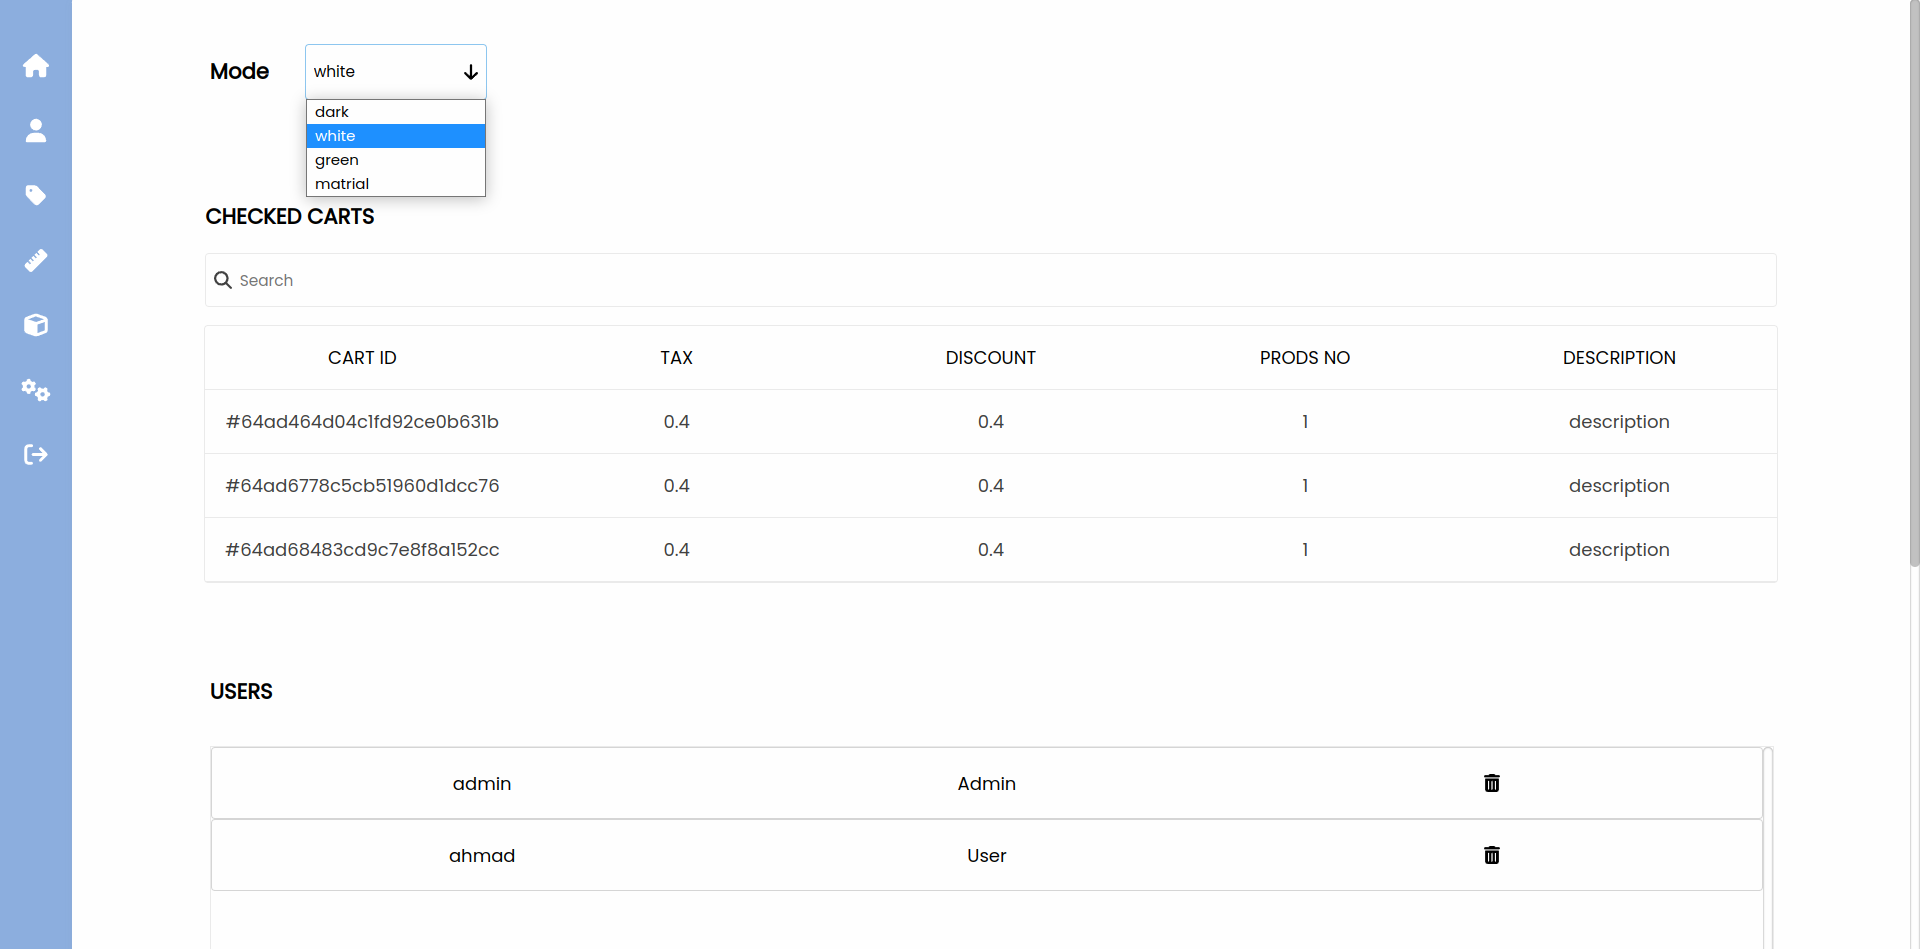 Mode white
dark
white
green
matrial
CHECKED CARTS
Search
CART ID TAX DISCOUNT PRODS NO DESCRIPTION
#64ad464d04c1fd92ce0b631b 0.4 0.4 1 description
#64ad6778c5cb51960d1dcc76 0.4 0.4 1 description
#64ad68483cd9c7e8f8a152cc 0.4 0.4 1 description
USERS
admin Admin
ahmad User